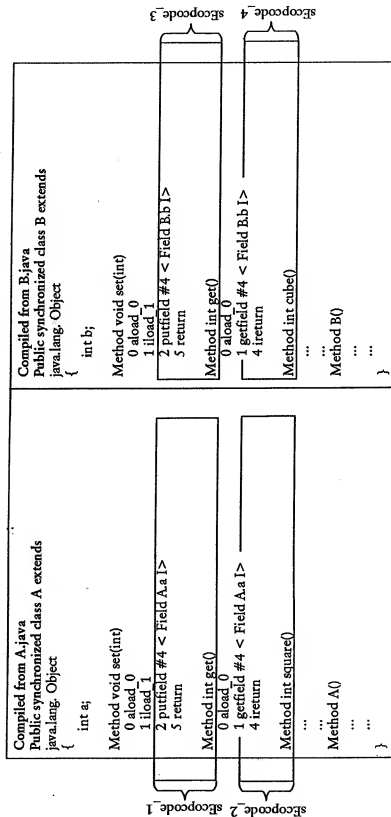 Compiled from A.java
Public synchronized class A extends
java.lang, Object
{
int a;
Method void set(int)
0 aload_0
1 iload_1
2 putfield #4 < Field A.a I>
5 return
Method int get()
0 aload_0
1 getfield #4 < Field A.a I>
4 ireturn
Method int square()
...
...
Method A()
...
...
}
sEcopcode_1
sEcopcode_2
Compiled from B.java
Public synchronized class B extends
java.lang, Object
{
int b;
Method void set(int)
0 aload_0
1 iload_1
2 putfield #4 < Field B.b I>
5 return
Method int get()
0 aload_0
1 getfield #4 < Field B.b I>
4 ireturn
Method int cube()
...
...
Method B()
...
...
}
sEcopcode_3
sEcopcode_4